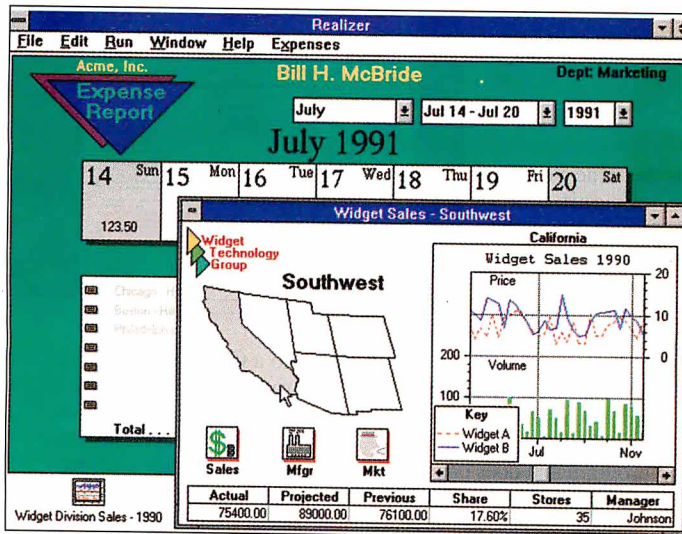 Realizer
File Edit Run Window Help Expenses
Acme, Inc.
Expense
Report
Bill H. McBride
Dept: Marketing
July
Jul 14 - Jul 20
1991
July 1991
14 Sun 15 Mon 16 Tue 17 Wed 18 Thu 19 Fri 20 Sat
123.50
Chicago
Boston
Total . . .
Widget Division Sales - 1990
Widget Sales - Southwest
Widget
Technology
Group
Southwest
Sales
Mfgr
Mkt
California
Widget Sales 1990
Price
20
10
0
200
Volume
100
Key
Widget A
Widget B
Jul
Nov
Actual Projected Previous Share Stores Manager
75400.00 89000.00 76100.00 17.60% 35 Johnson